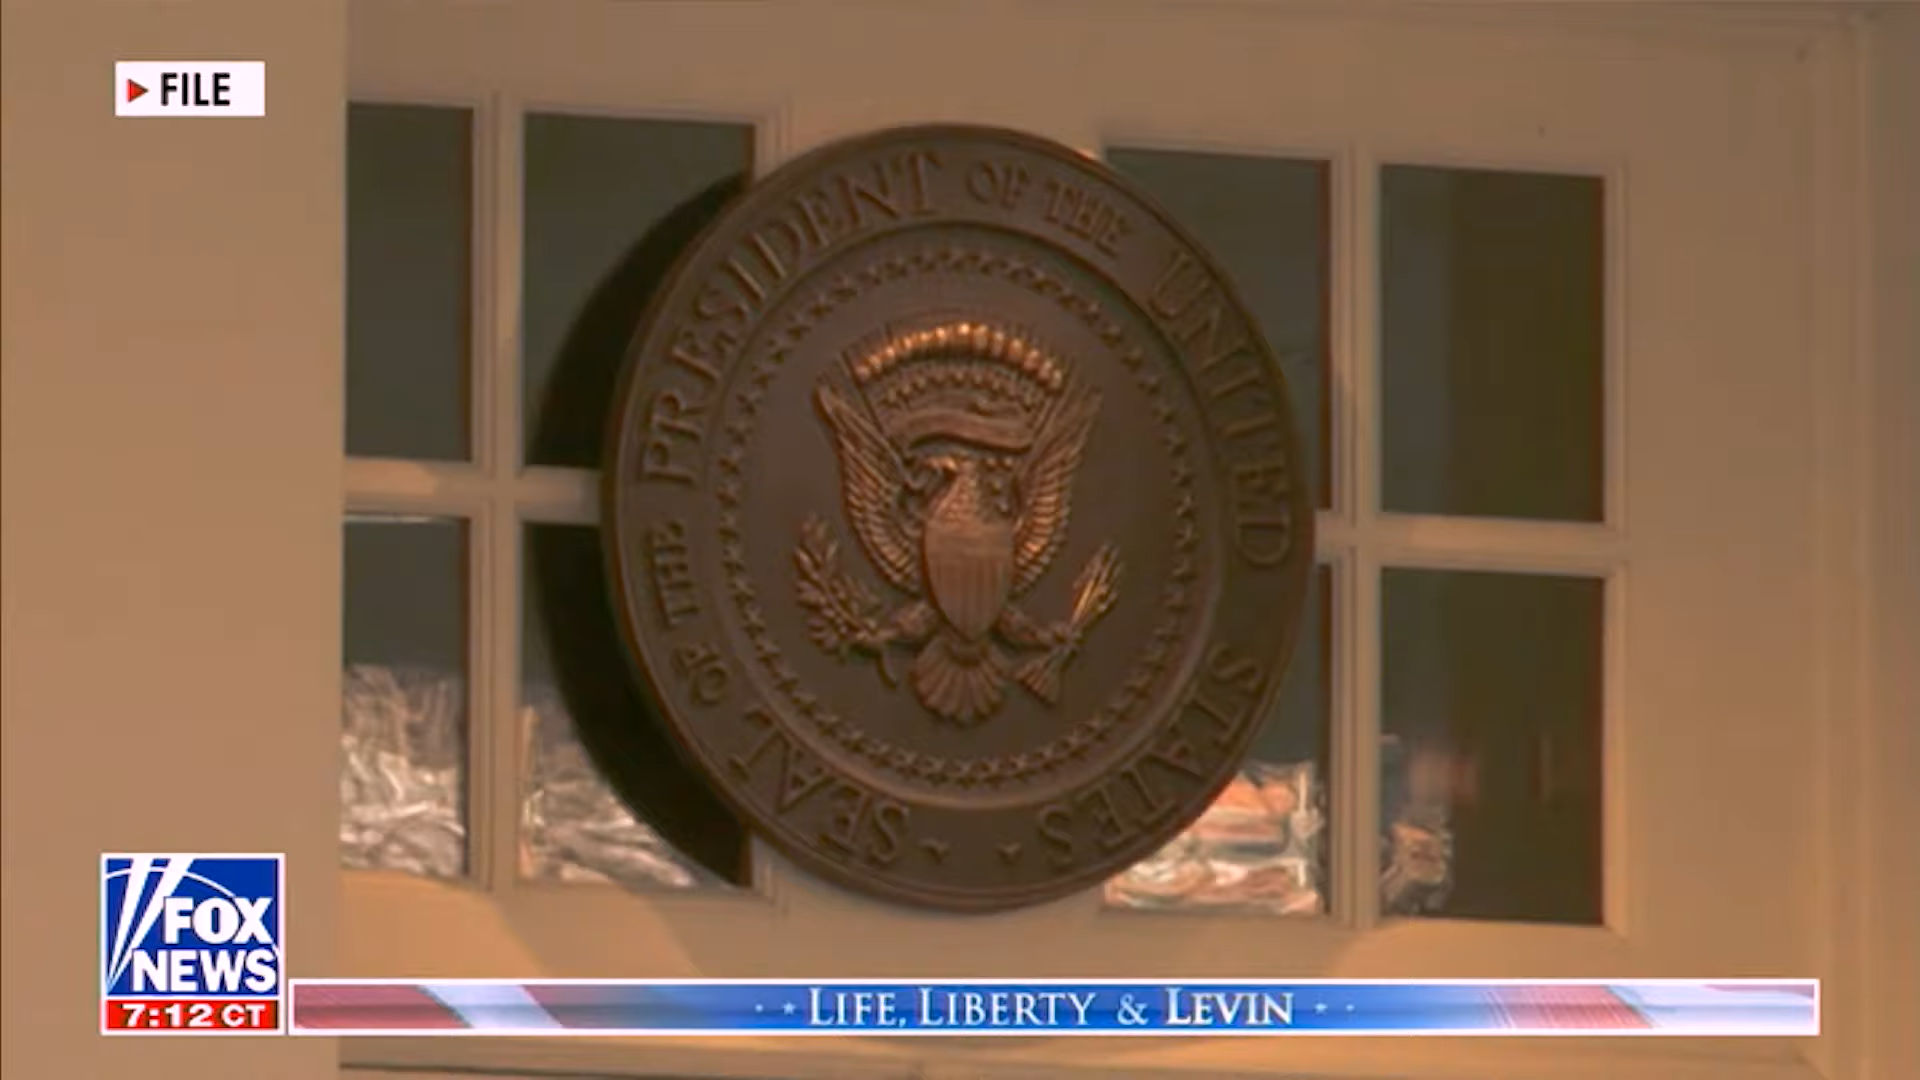 FILE
SEAL OF THE PRESIDENT OF THE UNITED STATES
FOX
NEWS
7:12 CT
LIFE, LIBERTY & LEVIN